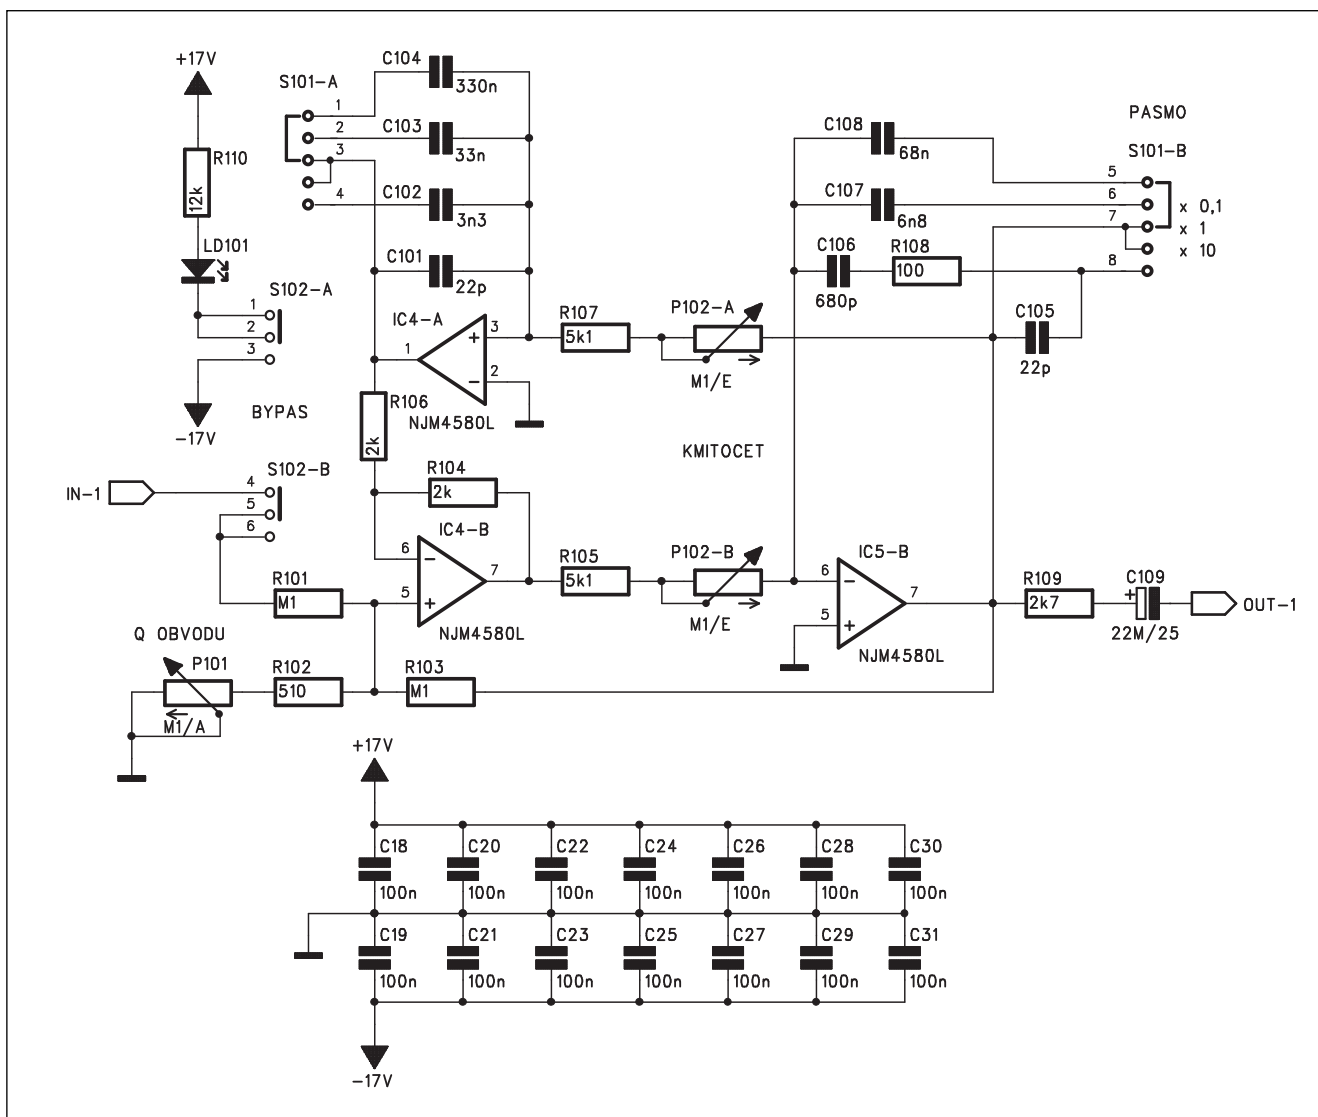 +17V
C104
330n
S101-A
1
2
3
4
C103
33n
C108
68n
PASMO
S101-B
5
6
7
8
x 0,1
x 1
x 10
R110
12k
C102
3n3
C107
6n8
LD101
C101
22p
C106
680p
R108
100
S102-A
1
2
3
IC4-A
1
3
2
+
−
NJM4580L
R107
5k1
P102-A
M1/E
C105
22p
-17V
BYPAS
R106
2k
KMITOCET
IN-1
S102-B
4
5
6
R104
2k
IC4-B
6
5
7
−
+
NJM4580L
R105
5k1
P102-B
M1/E
IC5-B
6
5
7
−
+
NJM4580L
R109
2k7
C109
+
22M/25
OUT-1
R101
M1
Q OBVODU
P101
M1/A
R102
510
R103
M1
+17V
C18
100n
C20
100n
C22
100n
C24
100n
C26
100n
C28
100n
C30
100n
C19
100n
C21
100n
C23
100n
C25
100n
C27
100n
C29
100n
C31
100n
-17V